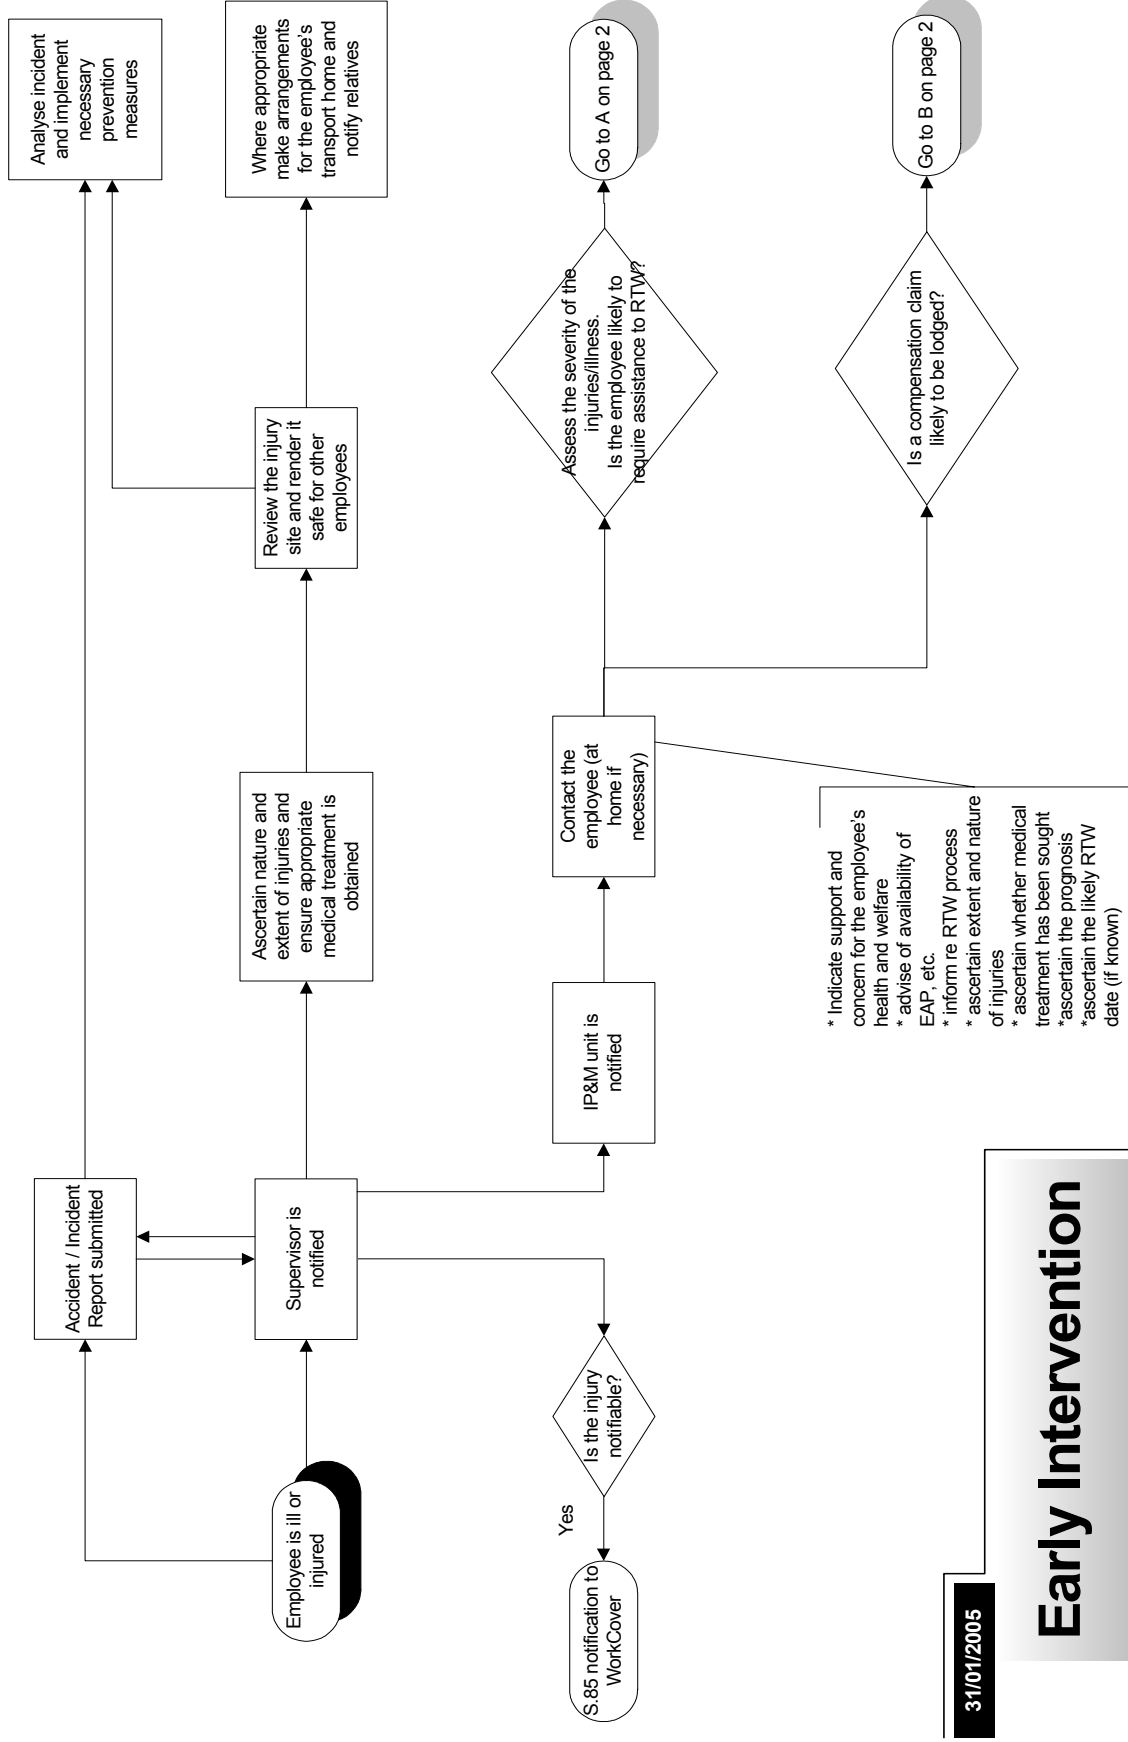 Employee is ill or
injured
Accident / Incident
Report submitted
Supervisor is
notified
Analyse incident
and implement
necessary
prevention
measures
Ascertain nature and
extent of injuries and
ensure appropriate
medical treatment is
obtained
Review the injury
site and render it
safe for other
employees
Where appropriate
make arrangements
for the employee's
transport home and
notify relatives
Is the injury
notifiable?
Yes
S.85 notification to
WorkCover
IP&M unit is
notified
Contact the
employee (at
home if
necessary)
Assess the severity of the
injuries/illness.
Is the employee likely to
require assistance to RTW?
Go to A on page 2
Is a compensation claim
likely to be lodged?
Go to B on page 2
* Indicate support and
concern for the employee's
health and welfare
* advise of availability of
EAP, etc.
* inform re RTW process
* ascertain extent and nature
of injuries
* ascertain whether medical
treatment has been sought
*ascertain the prognosis
*ascertain the likely RTW
date (if known)
31/01/2005
Early Intervention